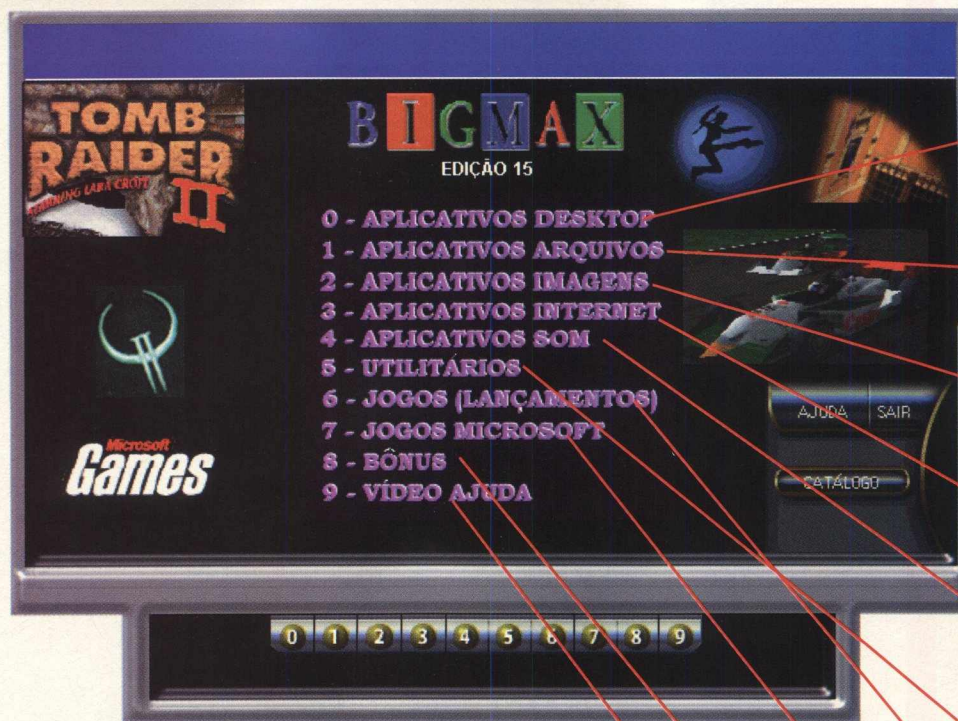 TOMB
RAIDER
II
STARRING LARA CROFT
BIGMAX
EDIÇÃO 15
0 - APLICATIVOS DESKTOP
1 - APLICATIVOS ARQUIVOS
2 - APLICATIVOS IMAGENS
3 - APLICATIVOS INTERNET
4 - APLICATIVOS SOM
5 - UTILITÁRIOS
6 - JOGOS (LANÇAMENTOS)
7 - JOGOS MICROSOFT
8 - BÔNUS
9 - VÍDEO AJUDA
Microsoft
Games
AJUDA SAIR
CATÁLOGO
0 1 2 3 4 5 6 7 8 9